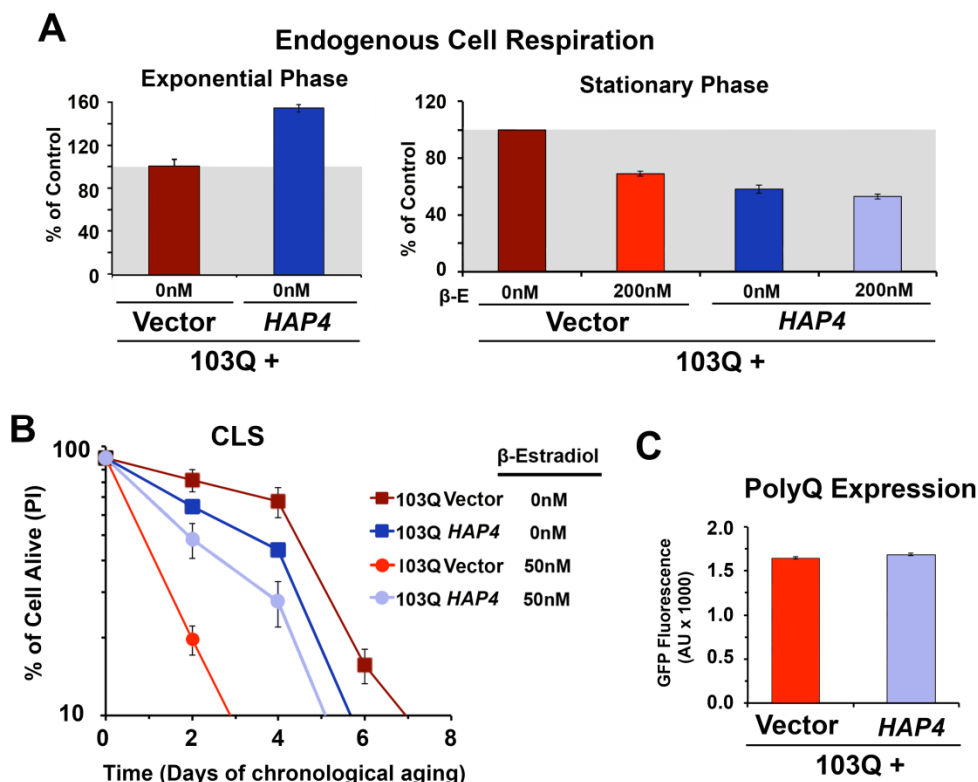 A
Endogenous Cell Respiration
Exponential Phase
% of Control
160
120
80
40
0
0nM
0nM
Vector
HAP4
103Q +
Stationary Phase
% of Control
120
80
40
0
β-E
0nM
200nM
0nM
200nM
Vector
HAP4
103Q +
B
CLS
% of Cell Alive (PI)
100
10
0
2
4
6
8
Time (Days of chronological aging)
β-Estradiol
103Q Vector 0nM
103Q HAP4 0nM
I03Q Vector 50nM
103Q HAP4 50nM
C
PolyQ Expression
GFP Fluorescence
(AU x 1000)
2.0
1.5
1.0
0.5
0.0
Vector
HAP4
103Q +